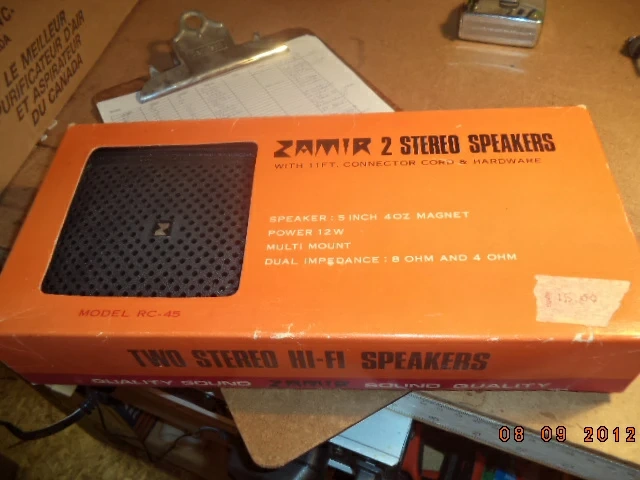 LE MEILLEUR
PURIFICATEUR D'AIR
ET ASPIRATEUR
DU CANADA
ZAMIR 2 STEREO SPEAKERS
WITH 11FT. CONNECTOR CORD & HARDWARE
SPEAKER : 5 INCH 4OZ MAGNET
POWER 12W
MULTI MOUNT
DUAL IMPEDANCE : 8 OHM AND 4 OHM
MODEL RC-45
TWO STEREO HI-FI SPEAKERS
QUALITY SOUND ZAMIR SOUND QUALITY
08 09 2012